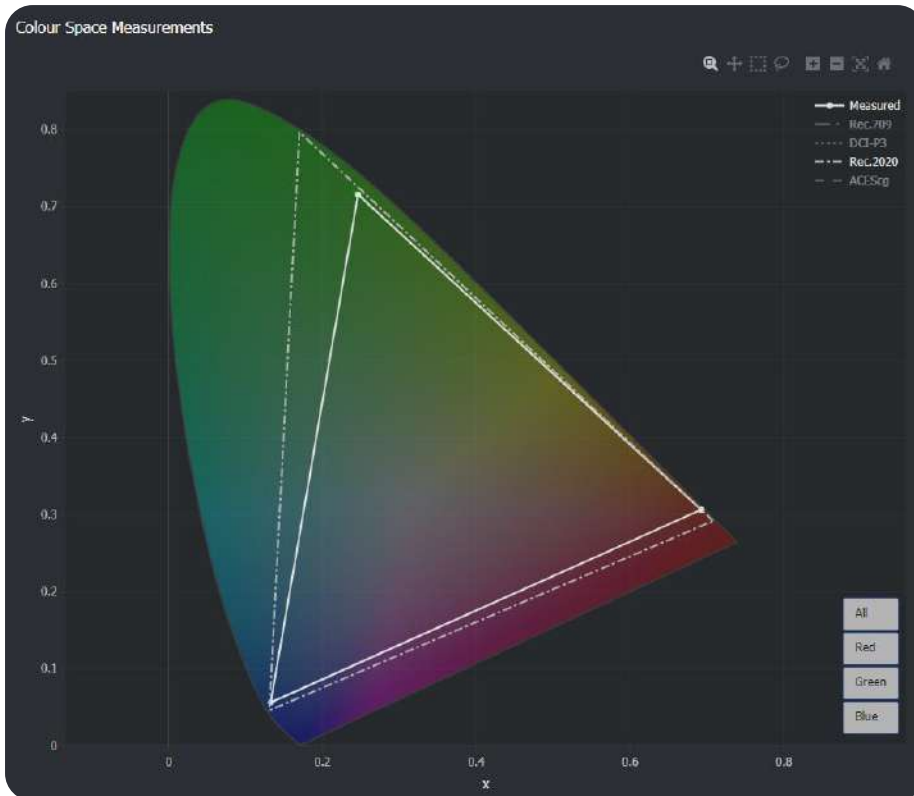 Colour Space Measurements
Measured
Rec.709
DCI-P3
Rec.2020
ACEScg
0.8
0.7
0.6
0.5
0.4
0.3
0.2
0.1
0
y
0
0.2
0.4
0.6
0.8
x
All
Red
Green
Blue